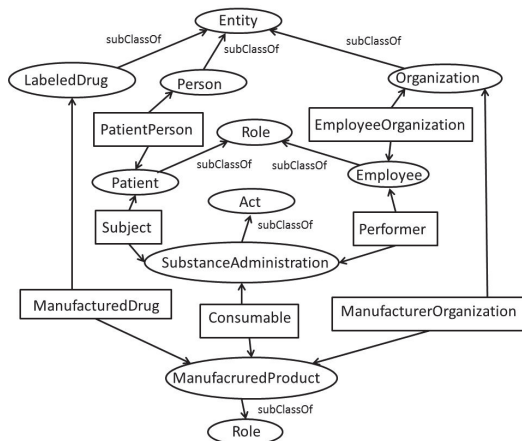 Entity
subClassOf
subClassOf
subClassOf
LabeledDrug
Person
Organization
PatientPerson
Role
EmployeeOrganization
subClassOf
subClassOf
Patient
Employee
Act
subClassOf
Subject
Performer
SubstanceAdministration
ManufacturedDrug
Consumable
ManufacturerOrganization
ManufacruredProduct
subClassOf
Role